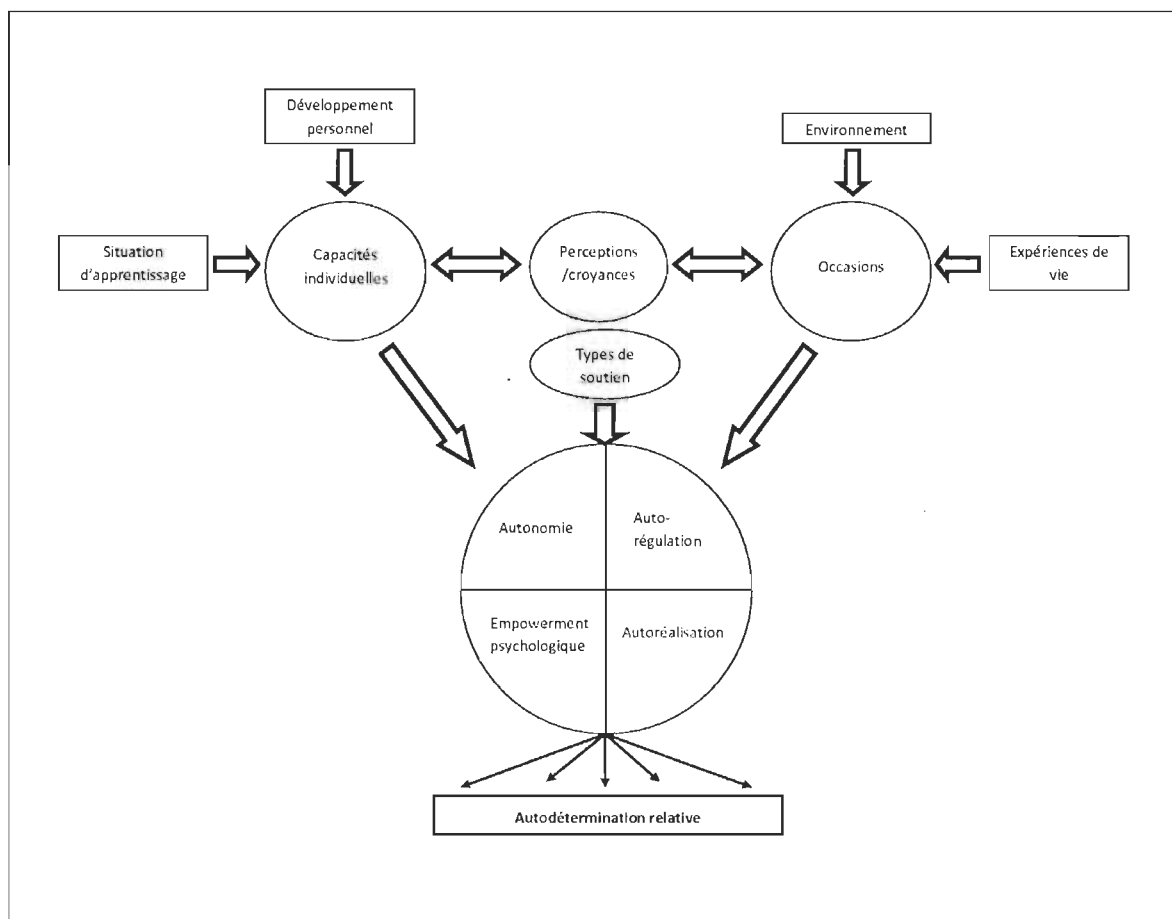 Développement
personnel
Environnement
Situation
d'apprentissage
Capacités
individuelles
Perceptions
/croyances
Occasions
Expériences de
vie
Types de
soutien
Autonomie
Auto-
régulation
Empowerment
psychologique
Autoréalisation
Autodétermination relative